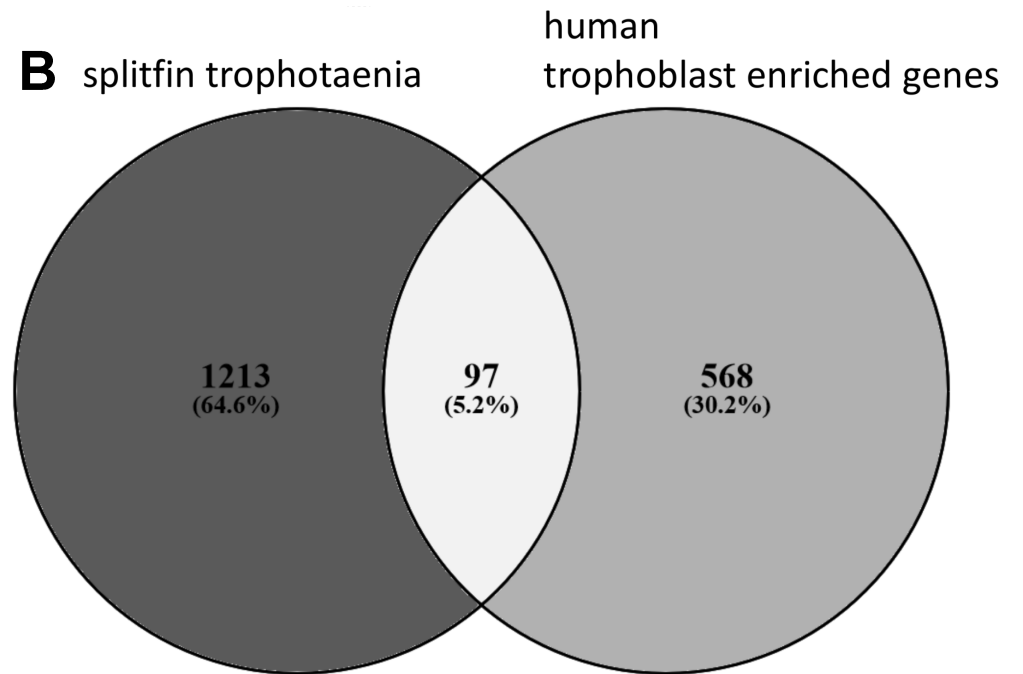 human
B splitfin trophotaenia
trophoblast enriched genes
1213
(64.6%)
97
(5.2%)
568
(30.2%)